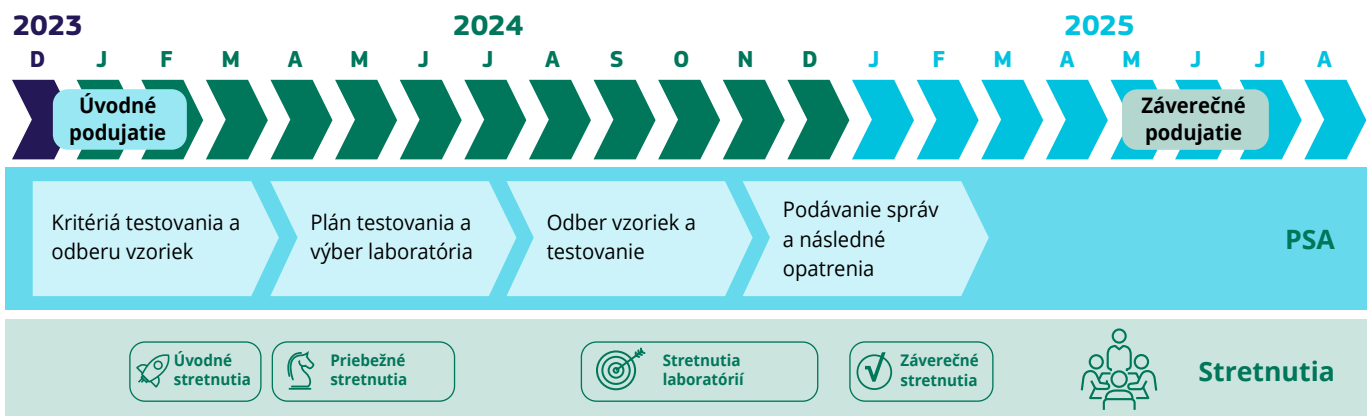 2023 2024 2025
D J F M A M J J A S O N D J F M A M J J A
Úvodné
podujatie
Záverečné
podujatie
Kritériá testovania a
odberu vzoriek
Plán testovania a
výber laboratória
Odber vzoriek a
testovanie
Podávanie správ
a následné
opatrenia
PSA
Úvodné
stretnutia
Priebežné
stretnutia
Stretnutia
laboratórií
Záverečné
stretnutia
Stretnutia